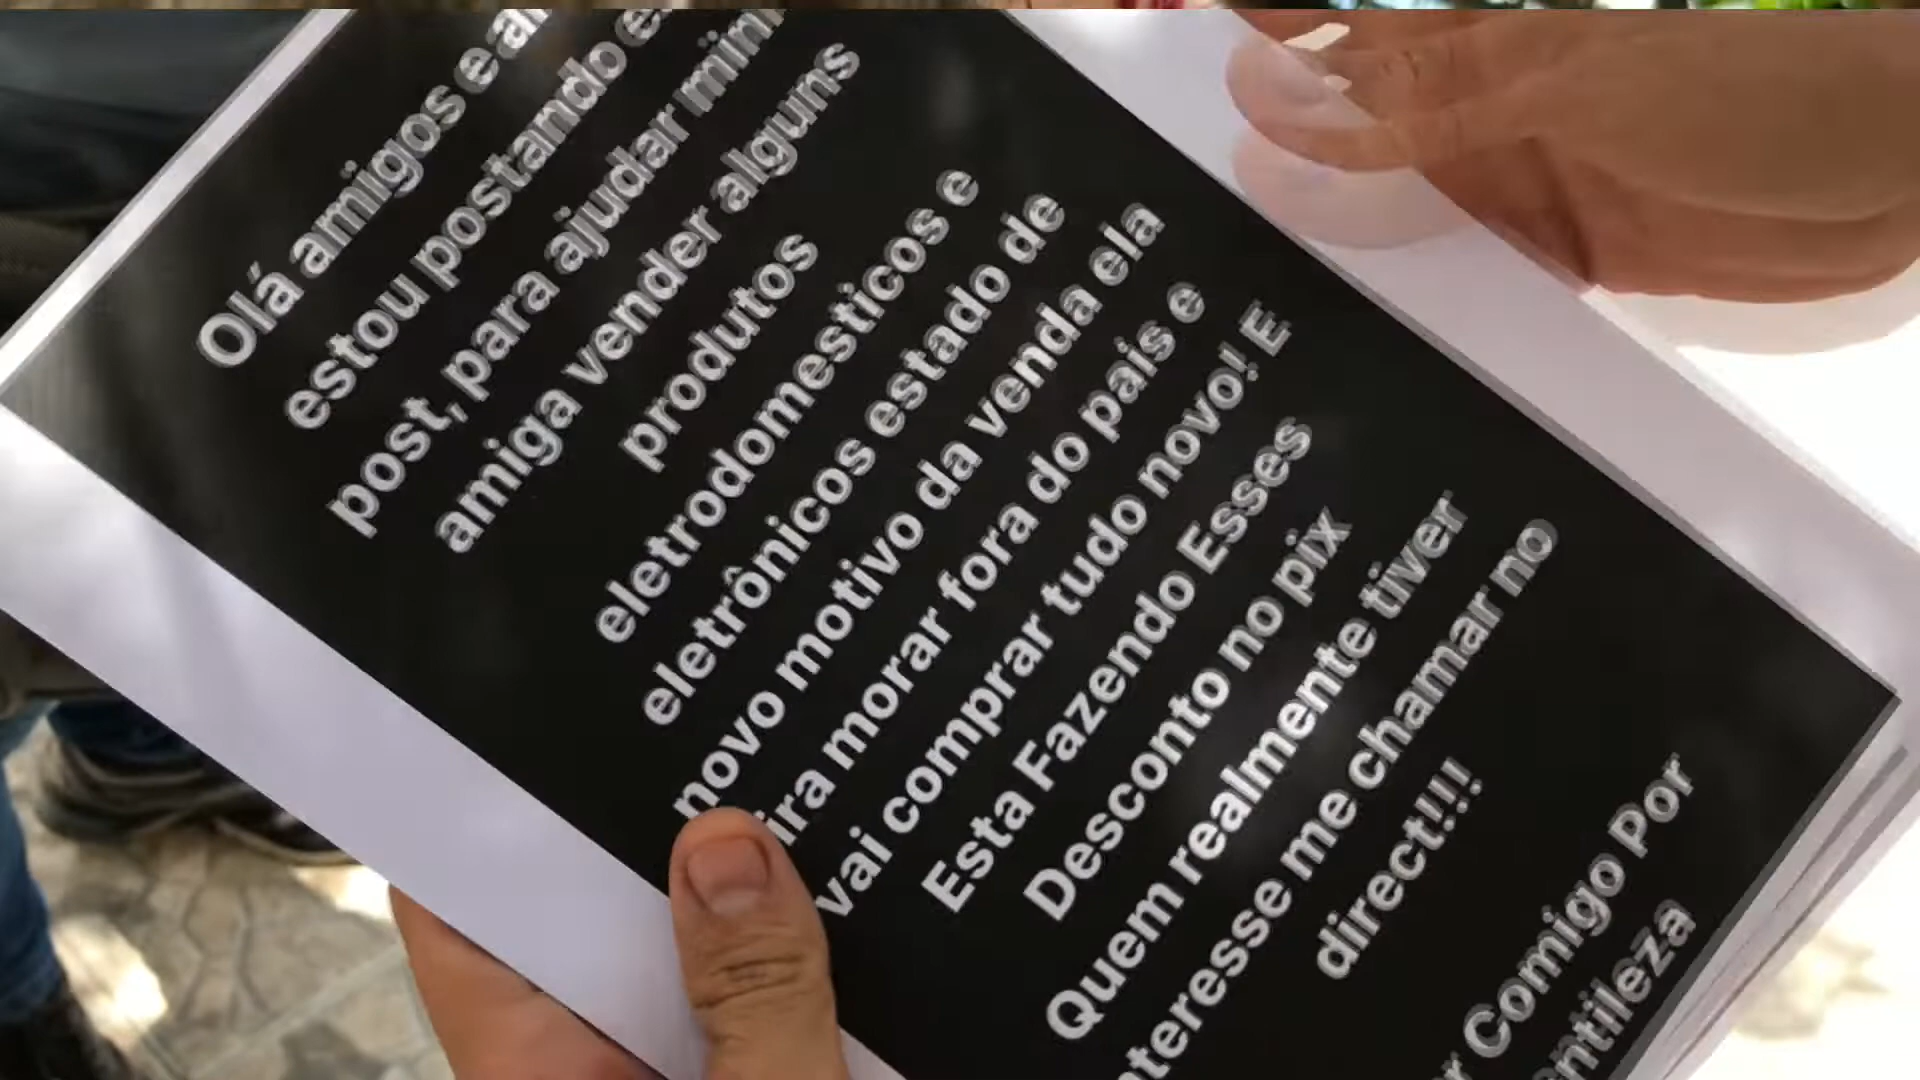 Olá amigos e
estou postando
post, para ajudar
amiga vender alguns
produtos
eletrodomesticos e
eletrônicos estado de
novo motivo da venda ela
ira morar fora do pais e
vai comprar tudo novo! E
Esta Fazendo Esses
Desconto no pix
Quem realmente tiver
me chamar no
direct!!!
Comigo Por